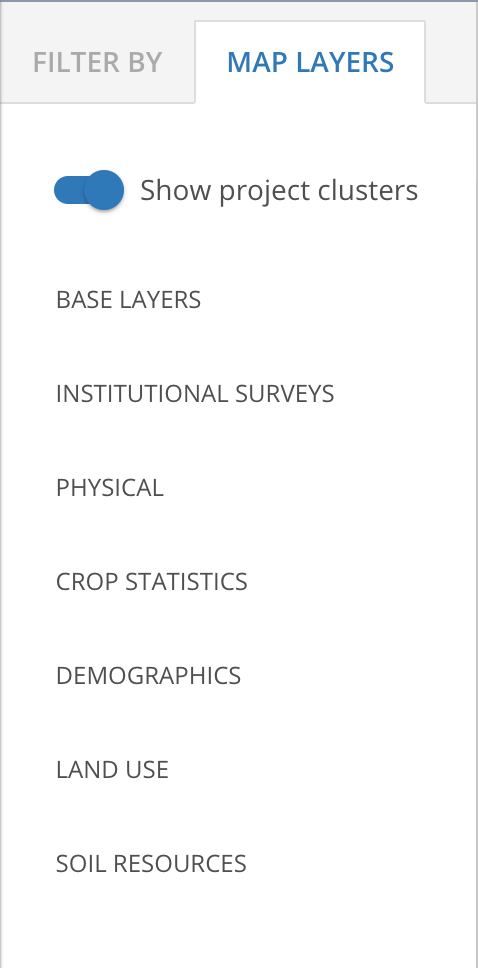 FILTER BY
MAP LAYERS
Show project clusters
BASE LAYERS
INSTITUTIONAL SURVEYS
PHYSICAL
CROP STATISTICS
DEMOGRAPHICS
LAND USE
SOIL RESOURCES